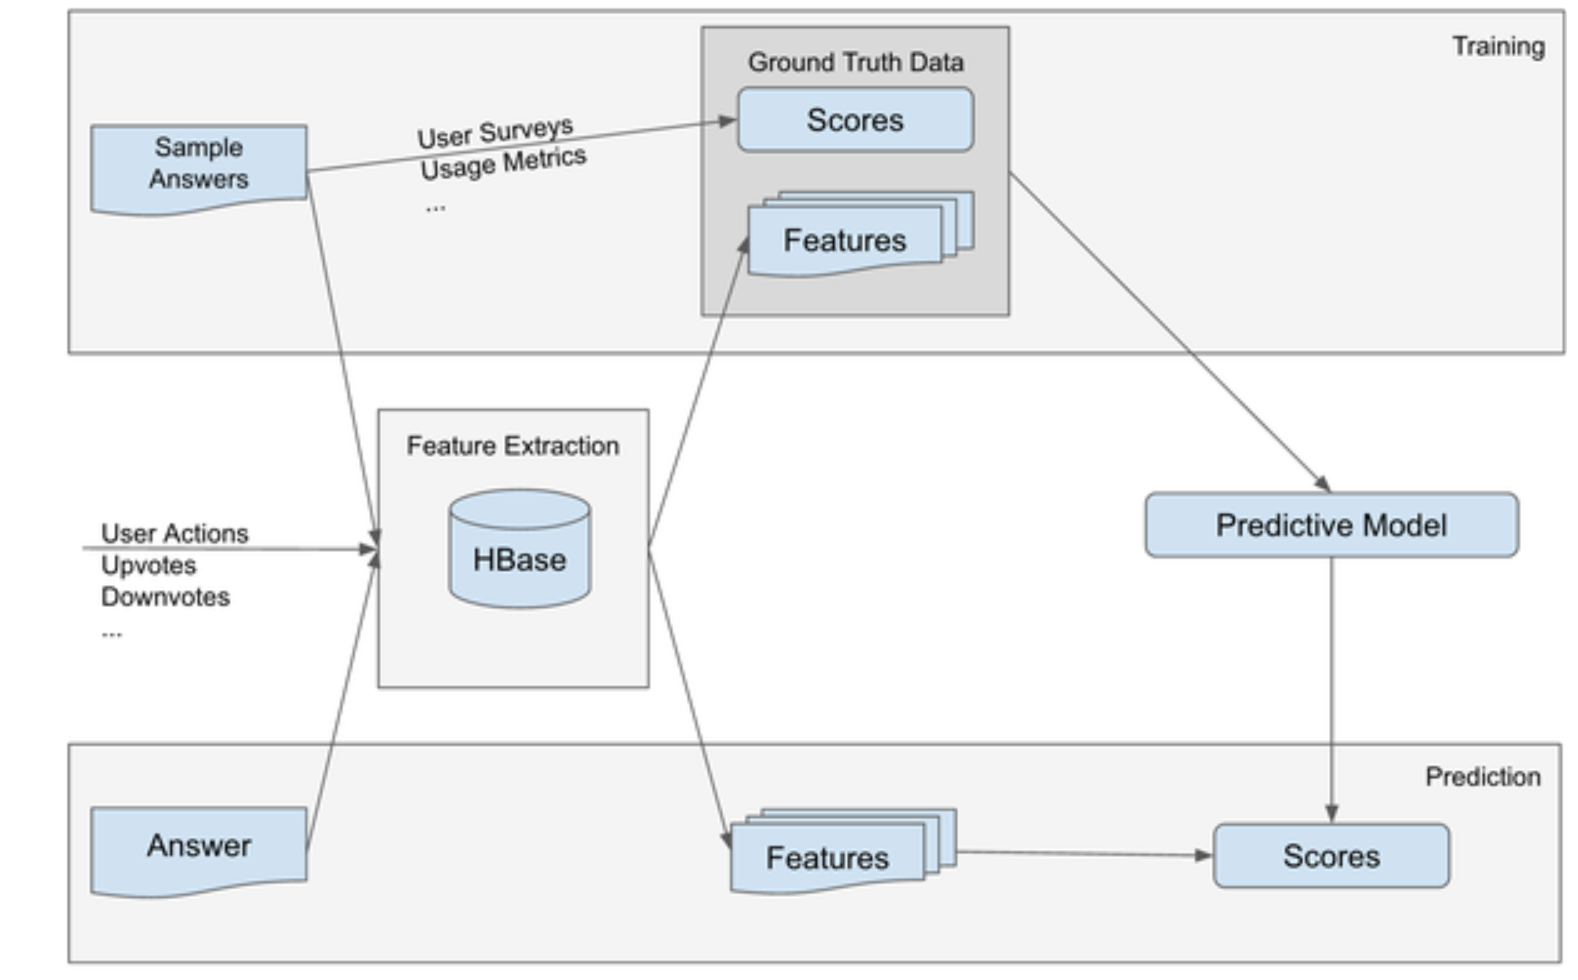 Training
Ground Truth Data
Scores
Sample
Answers
User Surveys
Usage Metrics
...
Features
Feature Extraction
HBase
User Actions
Upvotes
Downvotes
...
Predictive Model
Prediction
Answer
Features
Scores